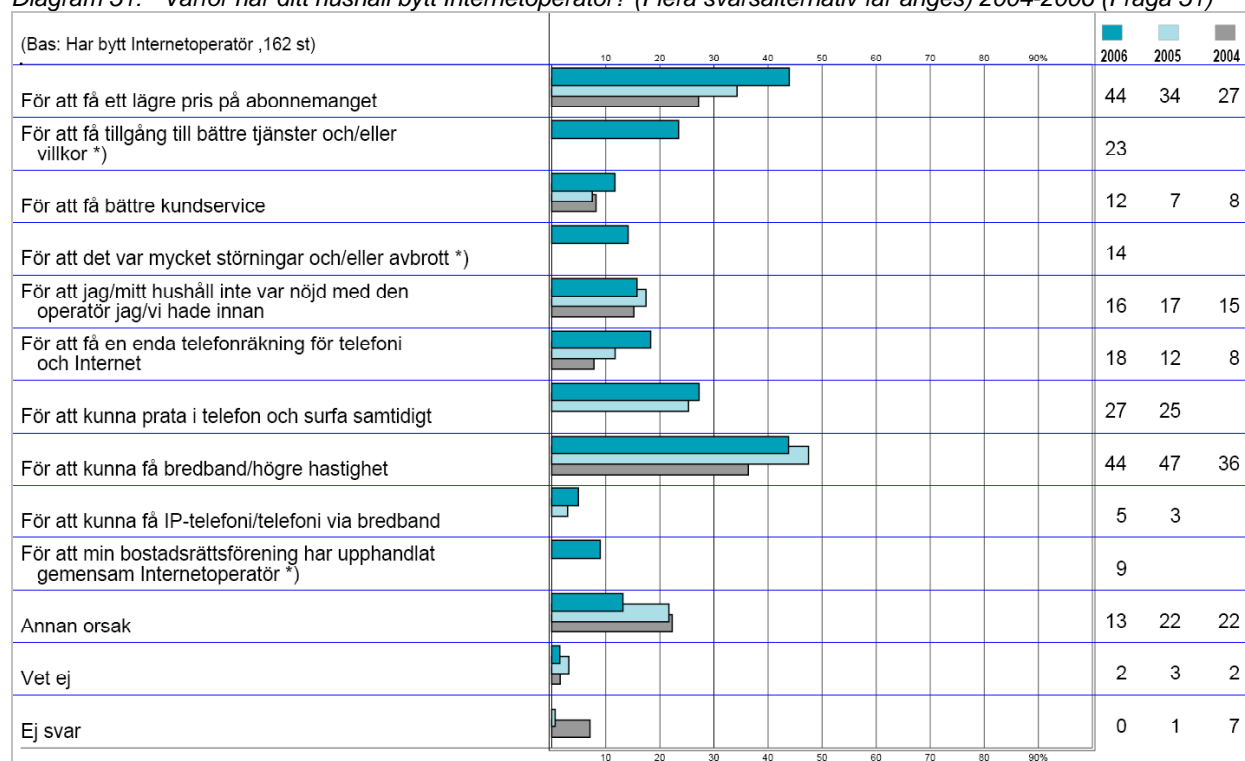 Diagram 31. Varför har ditt hushåll bytt Internetoperatör? (Flera svarsalternativ får anges) 2004-2006 (Fråga 31)
(Bas: Har bytt Internetoperatör ,162 st)
10 20 30 40 50 60 70 80 90% 2006 2005 2004
För att få ett lägre pris på abonnemanget 44 34 27
För att få tillgång till bättre tjänster och/eller
villkor *) 23
För att få bättre kundservice 12 7 8
För att det var mycket störningar och/eller avbrott *) 14
För att jag/mitt hushåll inte var nöjd med den
operatör jag/vi hade innan 16 17 15
För att få en enda telefonräkning för telefoni
och Internet 18 12 8
För att kunna prata i telefon och surfa samtidigt 27 25
För att kunna få bredband/högre hastighet 44 47 36
För att kunna få IP-telefoni/telefoni via bredband 5 3
För att min bostadsrättsförening har upphandlat
gemensam Internetoperatör *) 9
Annan orsak 13 22 22
Vet ej 2 3 2
Ej svar 0 1 7
10 20 30 40 50 60 70 80 90%